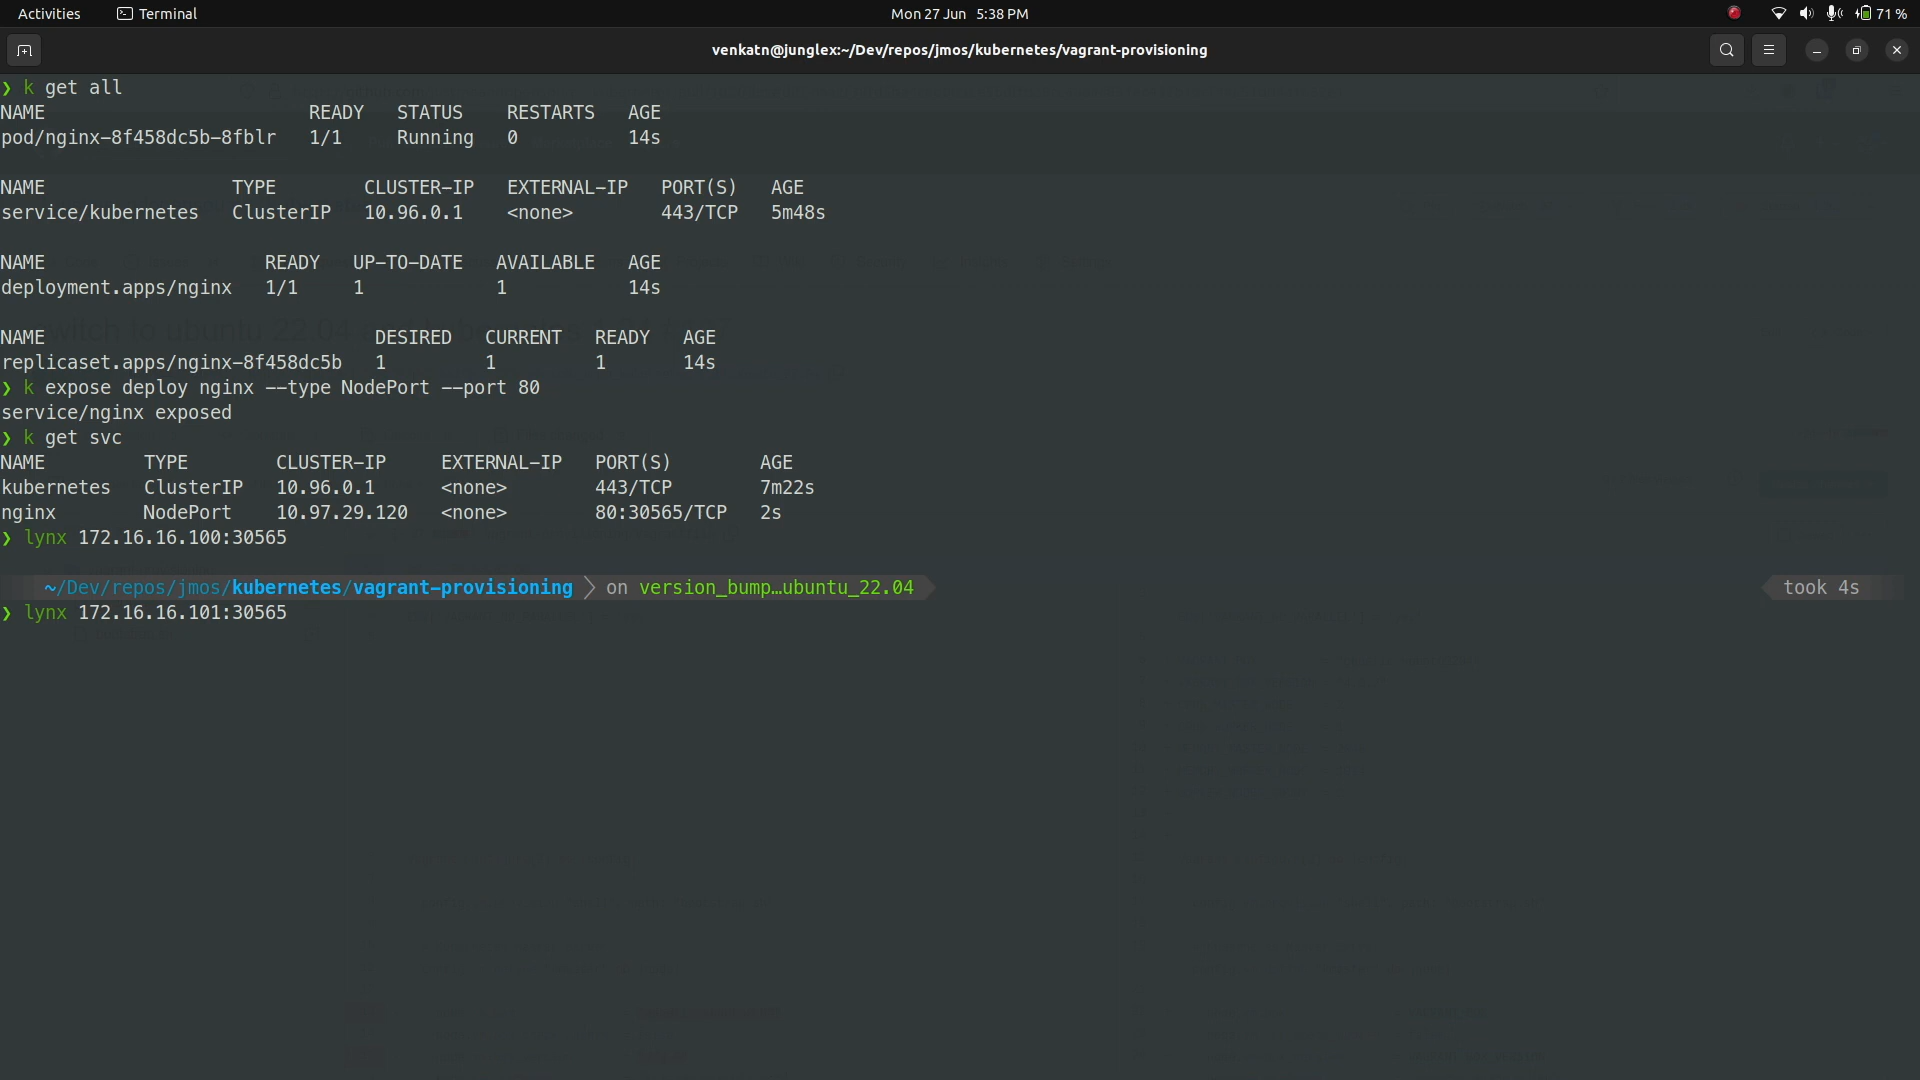 Activities Terminal Mon 27 Jun 5:38 PM 71 %
venkatn@junglex:~/Dev/repos/jmos/kubernetes/vagrant-provisioning
❯ k get all
NAME READY STATUS RESTARTS AGE
pod/nginx-8f458dc5b-8fblr 1/1 Running 0 14s
NAME TYPE CLUSTER-IP EXTERNAL-IP PORT(S) AGE
service/kubernetes ClusterIP 10.96.0.1 <none> 443/TCP 5m48s
NAME READY UP-TO-DATE AVAILABLE AGE
deployment.apps/nginx 1/1 1 1 14s
NAME DESIRED CURRENT READY AGE
replicaset.apps/nginx-8f458dc5b 1 1 1 14s
❯ k expose deploy nginx --type NodePort --port 80
service/nginx exposed
❯ k get svc
NAME TYPE CLUSTER-IP EXTERNAL-IP PORT(S) AGE
kubernetes ClusterIP 10.96.0.1 <none> 443/TCP 7m22s
nginx NodePort 10.97.29.120 <none> 80:30565/TCP 2s
❯ lynx 172.16.16.100:30565
~/Dev/repos/jmos/kubernetes/vagrant-provisioning on version_bump…ubuntu_22.04 took 4s
❯ lynx 172.16.16.101:30565